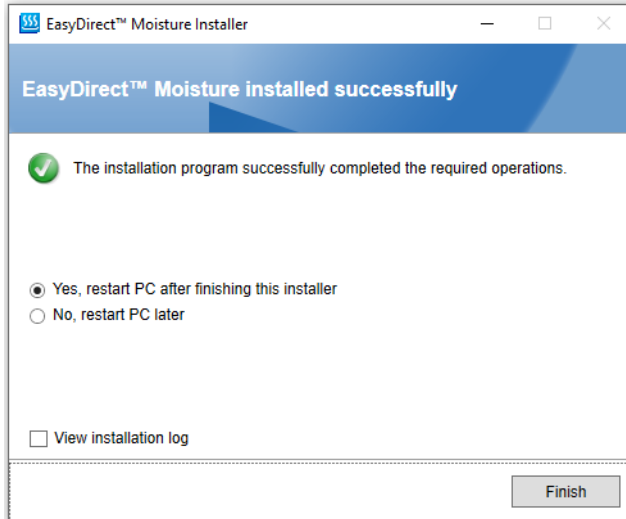 EasyDirect™ Moisture Installer
EasyDirect™ Moisture installed successfully
The installation program successfully completed the required operations.
Yes, restart PC after finishing this installer
No, restart PC later
View installation log
Finish